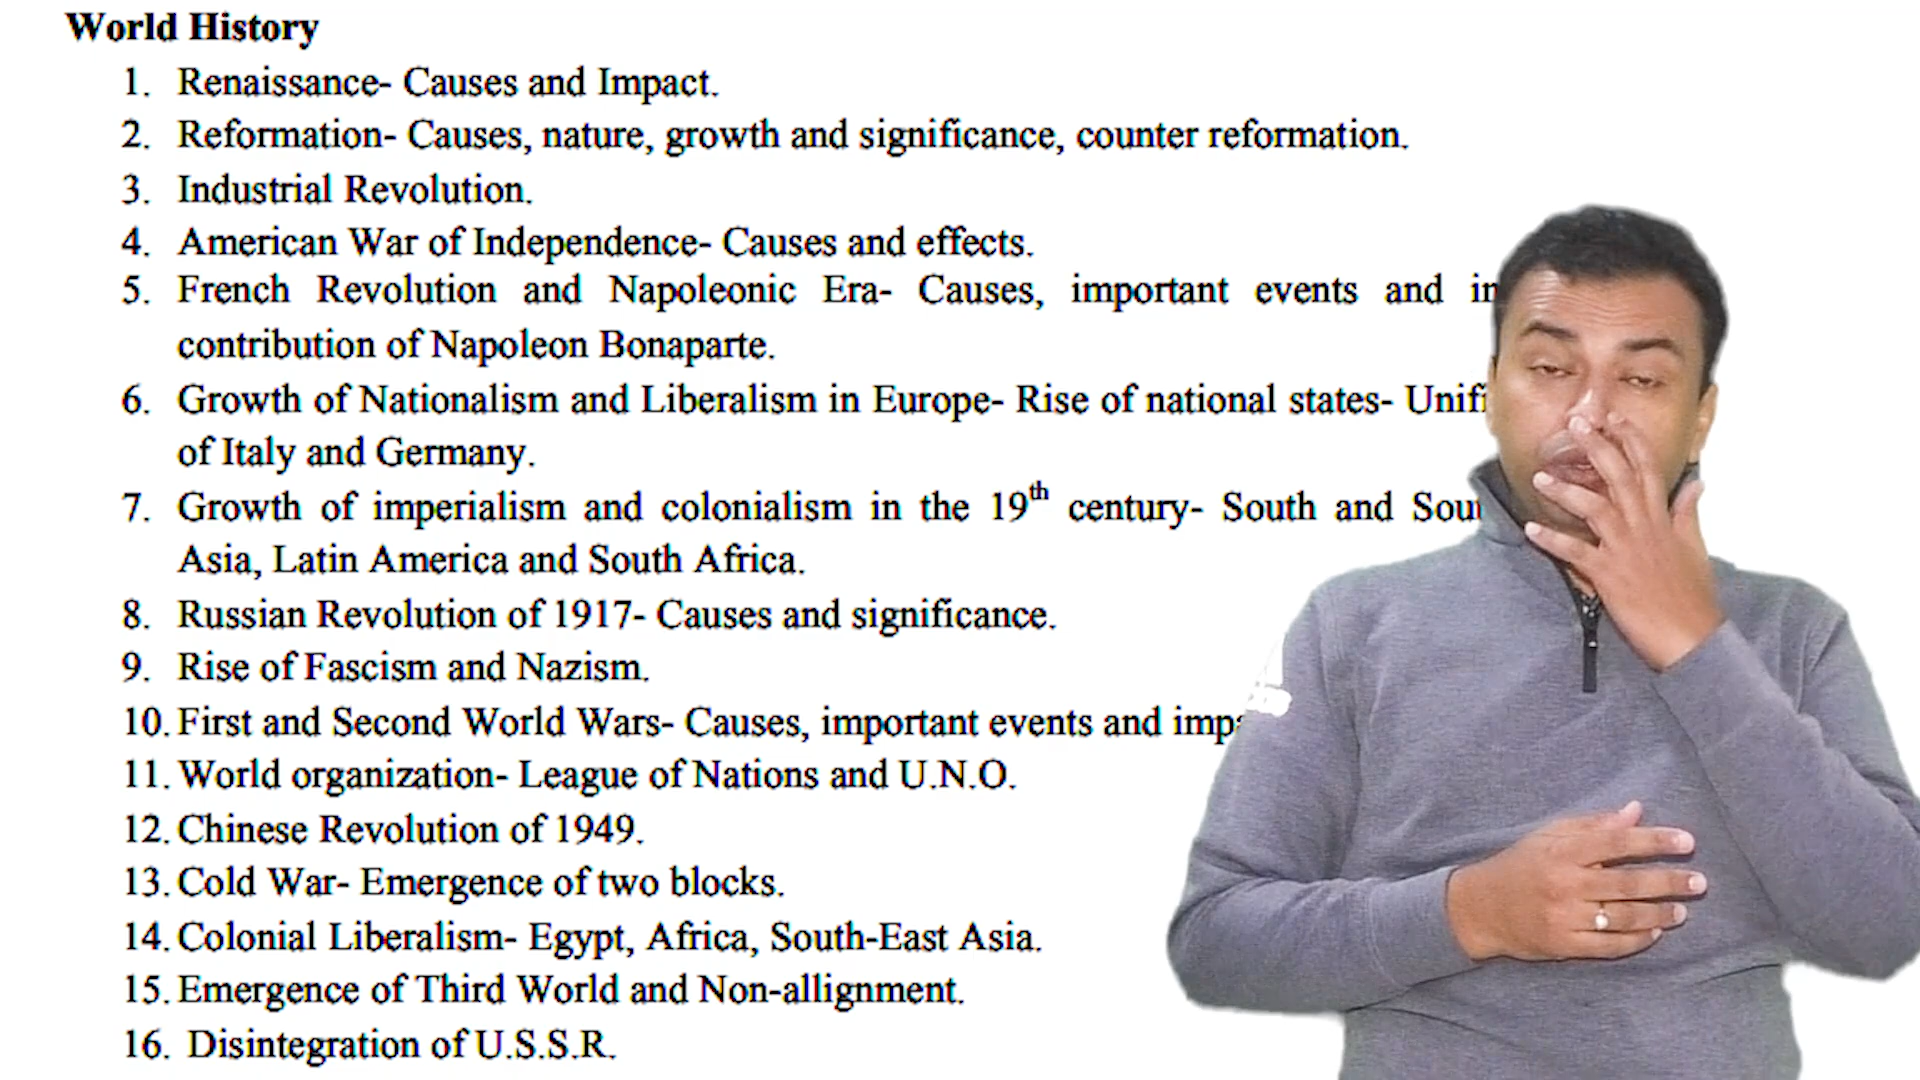 World History
1. Renaissance- Causes and Impact.
2. Reformation- Causes, nature, growth and significance, counter reformation.
3. Industrial Revolution.
4. American War of Independence- Causes and effects.
5. French Revolution and Napoleonic Era- Causes, important events and
contribution of Napoleon Bonaparte.
6. Growth of Nationalism and Liberalism in Europe- Rise of national states-
of Italy and Germany.
7. Growth of imperialism and colonialism in the 19th century- South and
Asia, Latin America and South Africa.
8. Russian Revolution of 1917- Causes and significance.
9. Rise of Fascism and Nazism.
10. First and Second World Wars- Causes, important events and
11. World organization- League of Nations and U.N.O.
12. Chinese Revolution of 1949.
13. Cold War- Emergence of two blocks.
14. Colonial Liberalism- Egypt, Africa, South-East Asia.
15. Emergence of Third World and Non-allignment.
16. Disintegration of U.S.S.R.